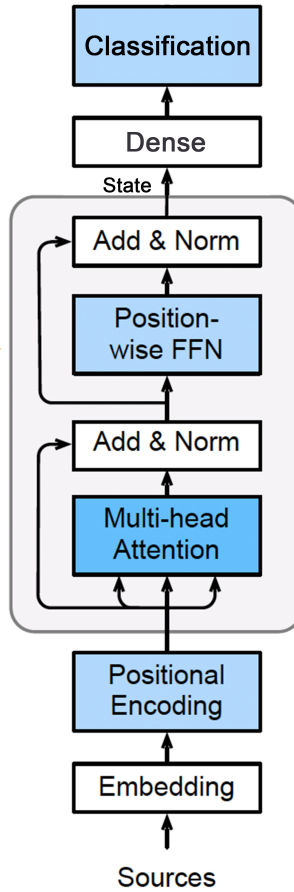 Classification
Dense
State
Add & Norm
Position-
wise FFN
Add & Norm
Multi-head
Attention
Positional
Encoding
Embedding
Sources